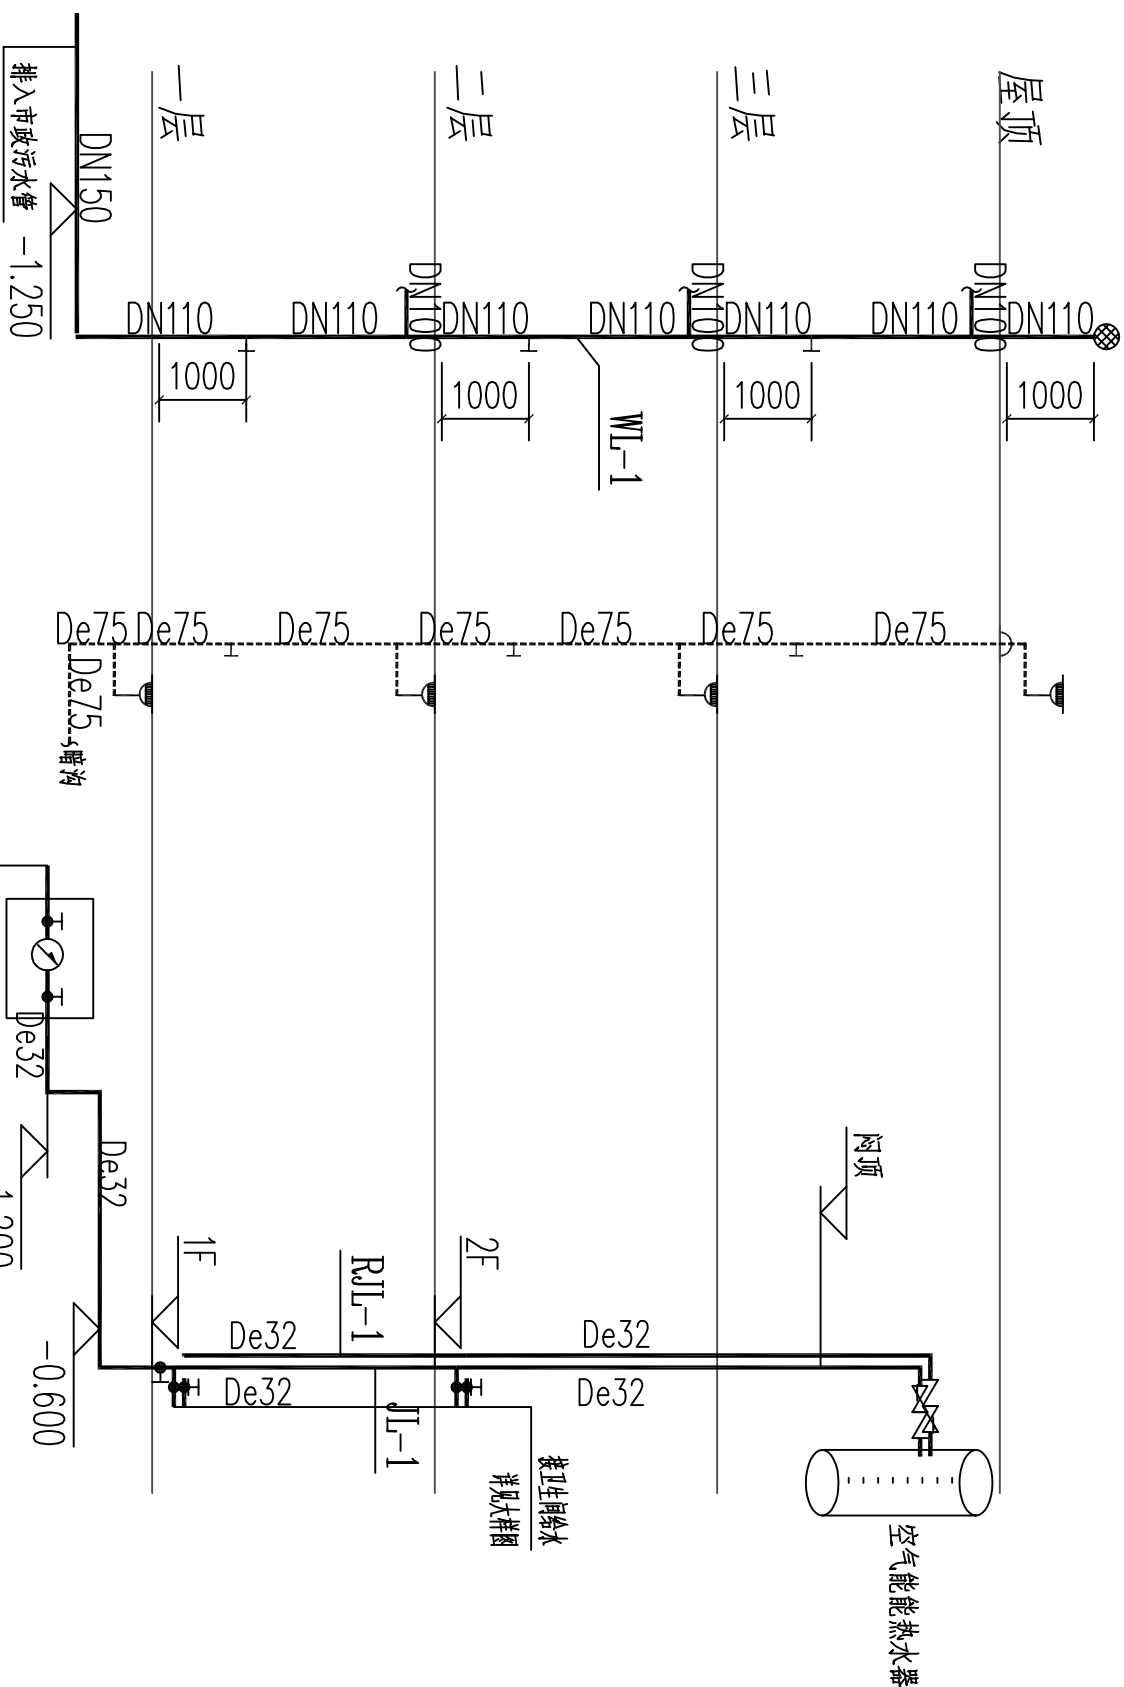 屋顶
三层
二层
一层
DN110
DN100
1000
DN110
DN110
DN100
1000
DN110
WL-1
DN110
DN100
1000
DN110
DN110
1000
DN150
排入市政污水管
-1.250
De75
De75
De75
De75
De75
De75
De75
De75
暗沟
De32
De32
-0.600
1F
2F
闷顶
RJL-1
JL-1
De32
De32
De32
De32
接卫生间给水
详见大样图
空气能能热水器